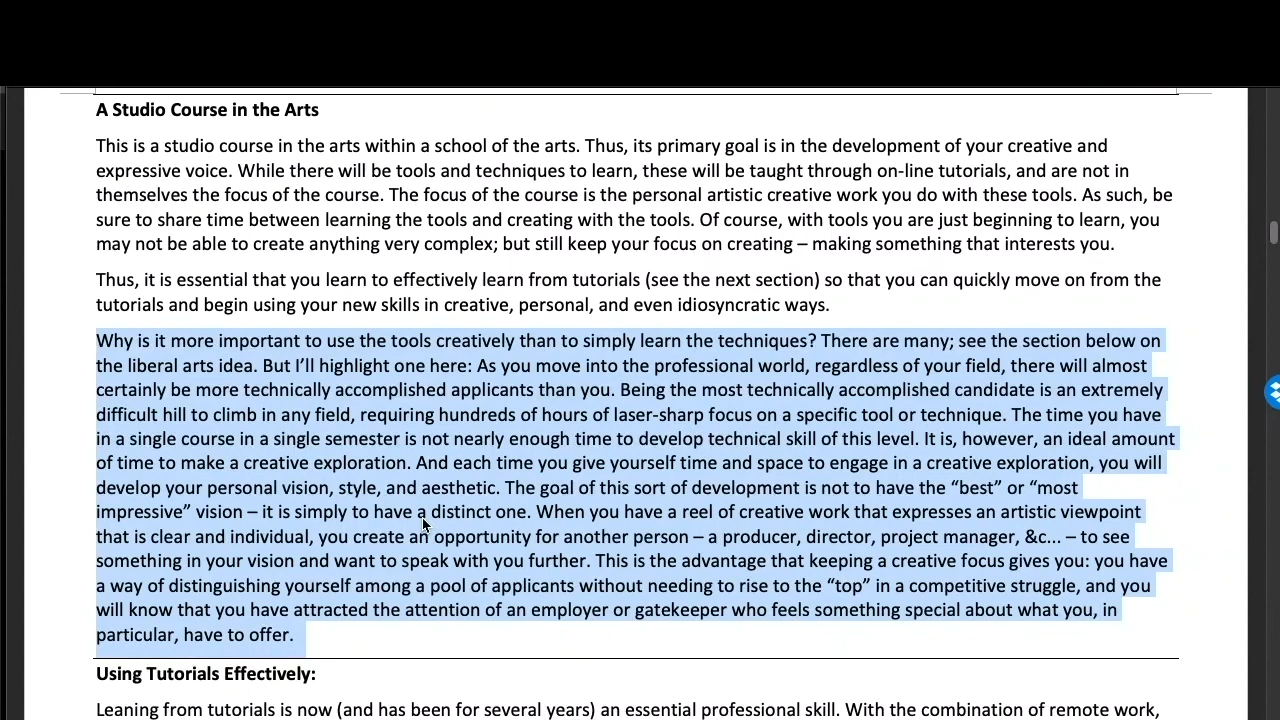 A Studio Course in the Arts
This is a studio course in the arts within a school of the arts. Thus, its primary goal is in the development of your creative and
expressive voice. While there will be tools and techniques to learn, these will be taught through on-line tutorials, and are not in
themselves the focus of the course. The focus of the course is the personal artistic creative work you do with these tools. As such, be
sure to share time between learning the tools and creating with the tools. Of course, with tools you are just beginning to learn, you
may not be able to create anything very complex; but still keep your focus on creating – making something that interests you.
Thus, it is essential that you learn to effectively learn from tutorials (see the next section) so that you can quickly move on from the
tutorials and begin using your new skills in creative, personal, and even idiosyncratic ways.
Why is it more important to use the tools creatively than to simply learn the techniques? There are many; see the section below on
the liberal arts idea. But I’ll highlight one here: As you move into the professional world, regardless of your field, there will almost
certainly be more technically accomplished applicants than you. Being the most technically accomplished candidate is an extremely
difficult hill to climb in any field, requiring hundreds of hours of laser-sharp focus on a specific tool or technique. The time you have
in a single course in a single semester is not nearly enough time to develop technical skill of this level. It is, however, an ideal amount
of time to make a creative exploration. And each time you give yourself time and space to engage in a creative exploration, you will
develop your personal vision, style, and aesthetic. The goal of this sort of development is not to have the “best” or “most
impressive” vision – it is simply to have a distinct one. When you have a reel of creative work that expresses an artistic viewpoint
that is clear and individual, you create an opportunity for another person – a producer, director, project manager, &c... – to see
something in your vision and want to speak with you further. This is the advantage that keeping a creative focus gives you: you have
a way of distinguishing yourself among a pool of applicants without needing to rise to the “top” in a competitive struggle, and you
will know that you have attracted the attention of an employer or gatekeeper who feels something special about what you, in
particular, have to offer.
Using Tutorials Effectively:
Leaning from tutorials is now (and has been for several years) an essential professional skill. With the combination of remote work,